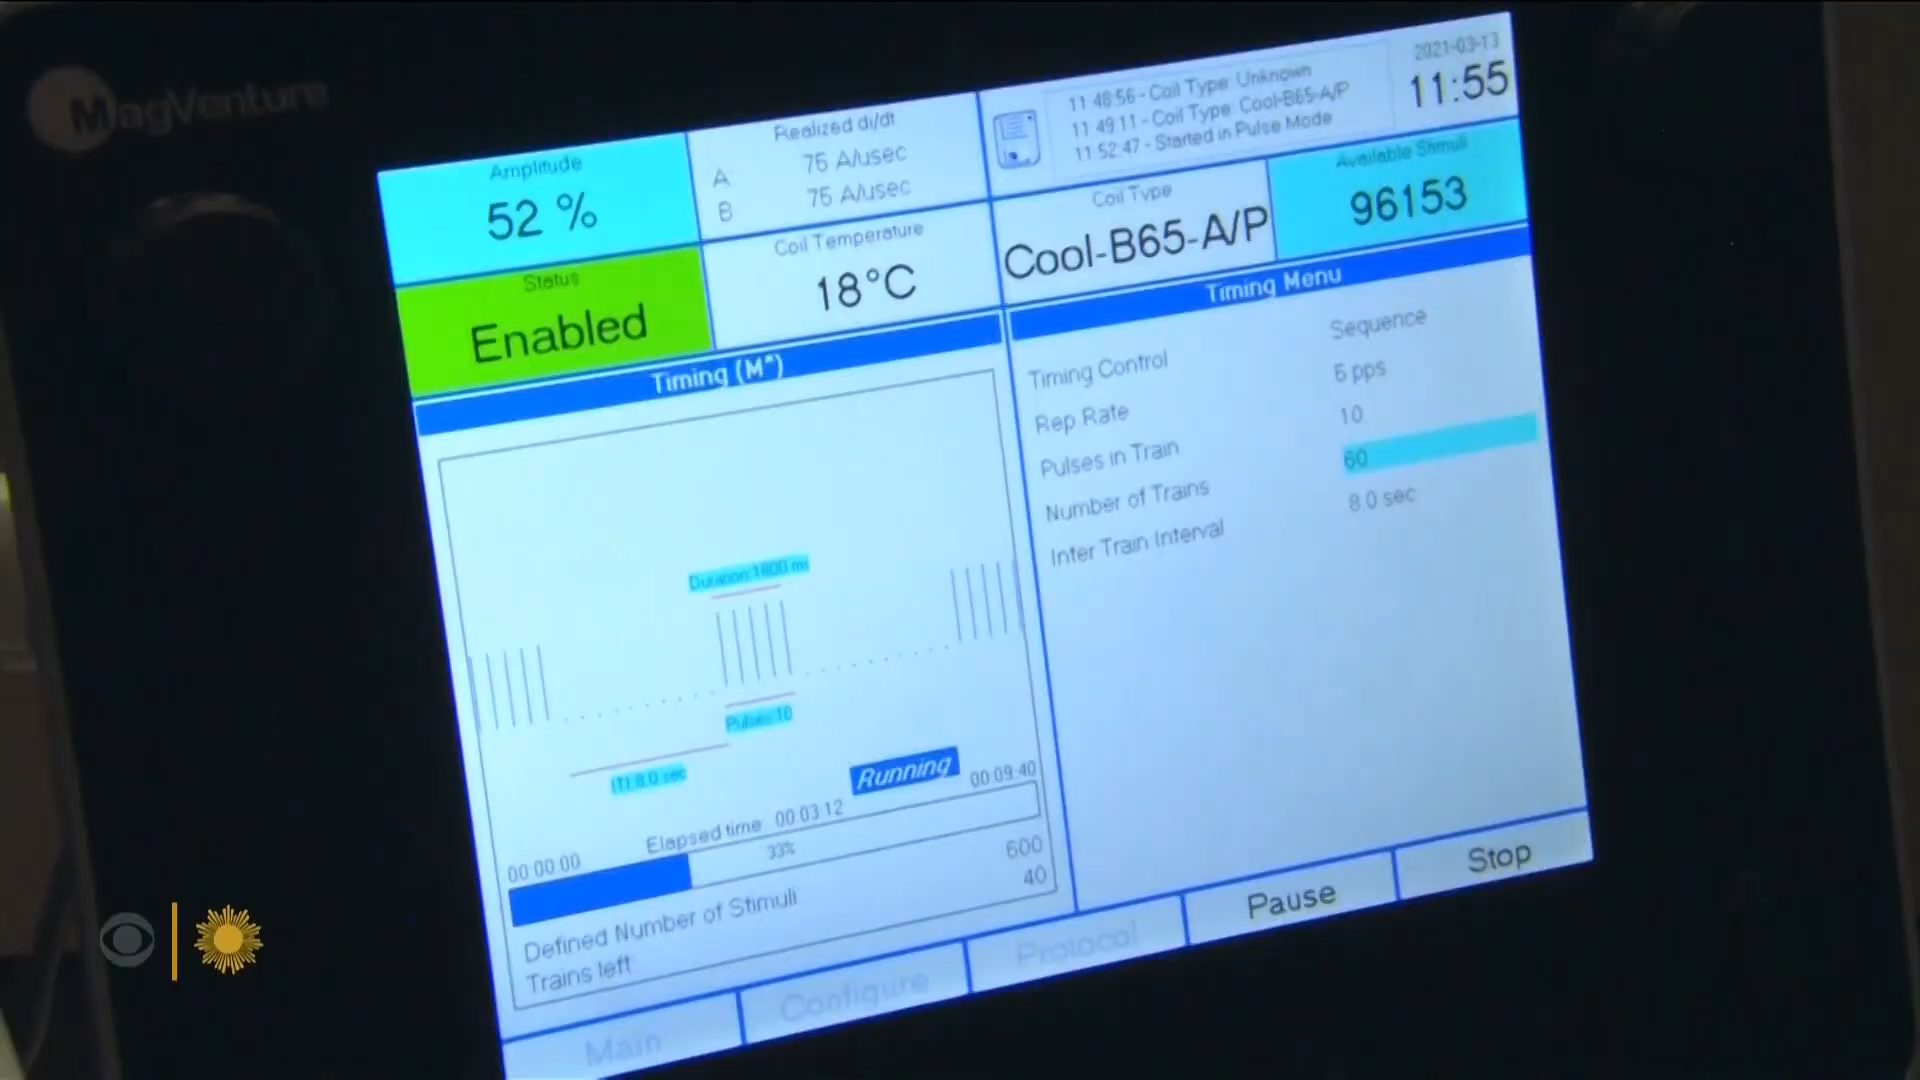 MagVenture
Amplitude
52 %
Realized di/dt
A 75 A/usec
B 75 A/usec
11:48:56 - Coil Type: Unknown
11:49:11 - Coil Type: Cool-B65-A/P
11:52:47 - Started in Pulse Mode
2021-03-13
11:55
Status
Enabled
Coil Temperature
18°C
Coil Type
Cool-B65-A/P
Available Stimuli
96153
Timing (M*)
Duration:1800 ms
Pulses:10
ITI:8.0 sec
Running
00:00:00 Elapsed time: 00:03:12 00:09:40
33%
Defined Number of Stimuli 600
Trains left 40
Timing Menu
Timing Control Sequence
Rep Rate 5 pps
Pulses in Train 10
Number of Trains 60
Inter Train Interval 8.0 sec
Main Configure Protocol Pause Stop